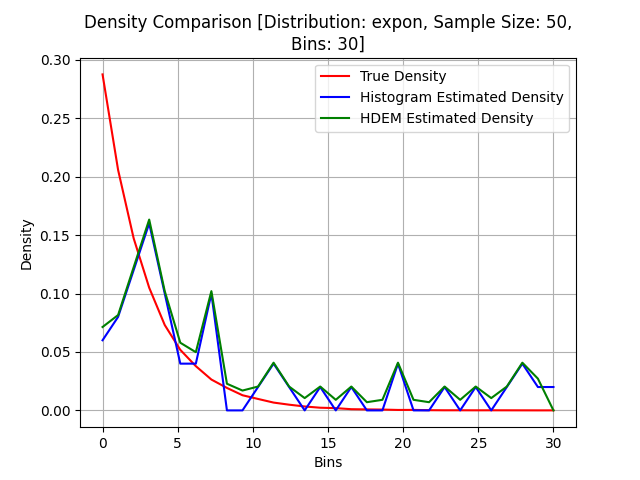 Density Comparison [Distribution: expon, Sample Size: 50,
Bins: 30]
True Density
Histogram Estimated Density
HDEM Estimated Density
Density
0.30
0.25
0.20
0.15
0.10
0.05
0.00
0 5 10 15 20 25 30
Bins